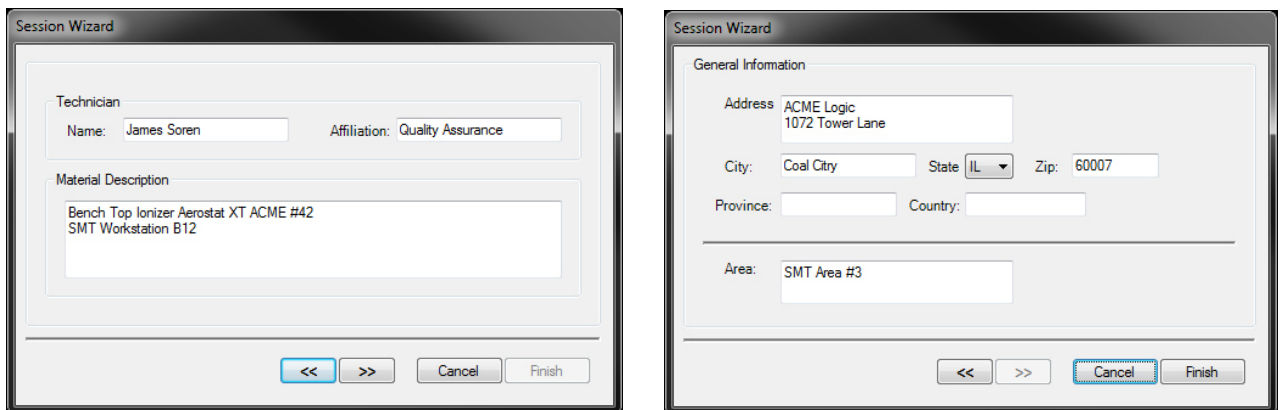 Session Wizard
Technician
Name: James Soren Affiliation: Quality Assurance
Material Description
Bench Top Ionizer Aerostat XT ACME #42
SMT Workstation B12
<< >> Cancel Finish
Session Wizard
General Information
Address ACME Logic
1072 Tower Lane
City: Coal Citry State IL Zip: 60007
Province: Country:
Area: SMT Area #3
<< >> Cancel Finish